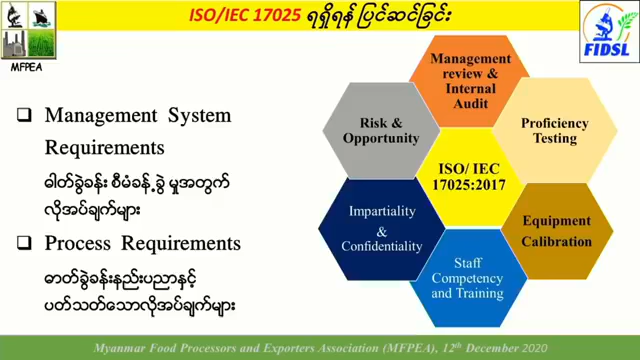 ISO/IEC 17025 ရရှိရန် ပြင်ဆင်ခြင်း
MFPEA
FIDSL
Management System
Requirements
ဓါတ်ခွဲခန်း စီမံခန့်ခွဲ မှုအတွက်
လိုအပ်ချက်များ
Process Requirements
ဓာတ်ခွဲခန်းနည်းပညာနှင့်
ပတ်သတ်သောလိုအပ်ချက်များ
Management
review &
Internal
Audit
Risk &
Opportunity
Proficiency
Testing
ISO/ IEC
17025:2017
Impartiality
&
Confidentiality
Equipment
Calibration
Staff
Competency
and Training
Myanmar Food Processors and Exporters Association (MFPEA), 12th December 2020